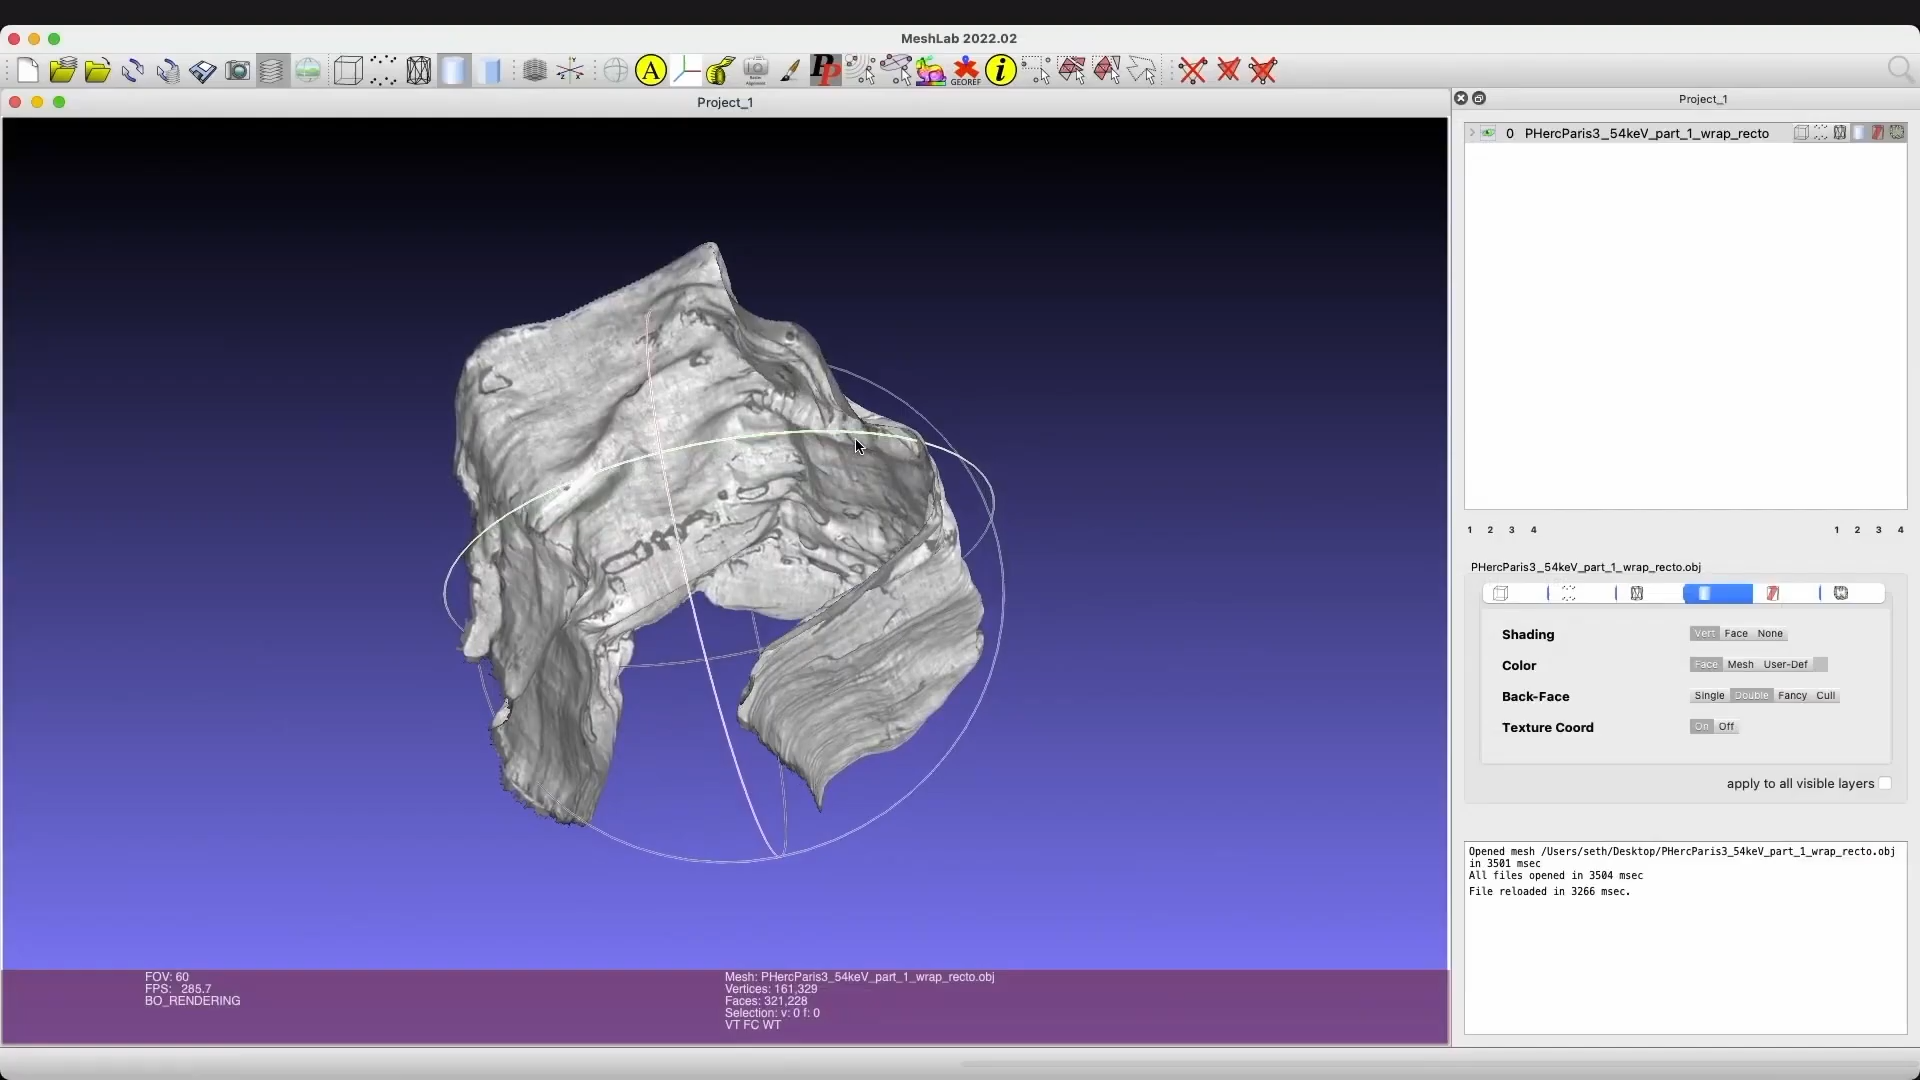 MeshLab 2022.02
A
PP
GEOREF
i
Project_1
Project_1
0 PHercParis3_54keV_part_1_wrap_recto
1 2 3 4
1 2 3 4
PHercParis3_54keV_part_1_wrap_recto.obj
Shading Vert Face None
Color Face Mesh User-Def
Back-Face Single Double Fancy Cull
Texture Coord On Off
apply to all visible layers
Opened mesh /Users/seth/Desktop/PHercParis3_54keV_part_1_wrap_recto.obj
in 3501 msec
All files opened in 3504 msec
File reloaded in 3266 msec.
FOV: 60
FPS: 285.7
BO_RENDERING
Mesh: PHercParis3_54keV_part_1_wrap_recto.obj
Vertices: 161,329
Faces: 321,228
Selection: v: 0 f: 0
VT FC WT